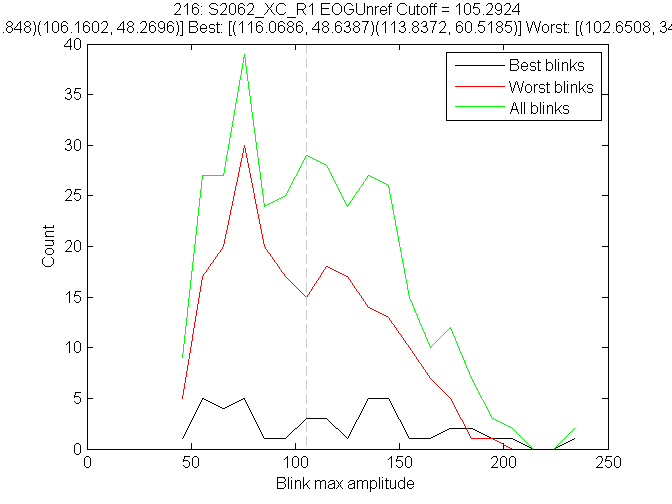 216: S2062_XC_R1 EOGUnref Cutoff = 105.2924
.848)(106.1602, 48.2696)] Best: [(116.0686, 48.6387)(113.8372, 60.5185)] Worst: [(102.6508, 34
Best blinks
Worst blinks
All blinks
40
35
30
25
20
15
10
5
0
Count
0 50 100 150 200 250
Blink max amplitude